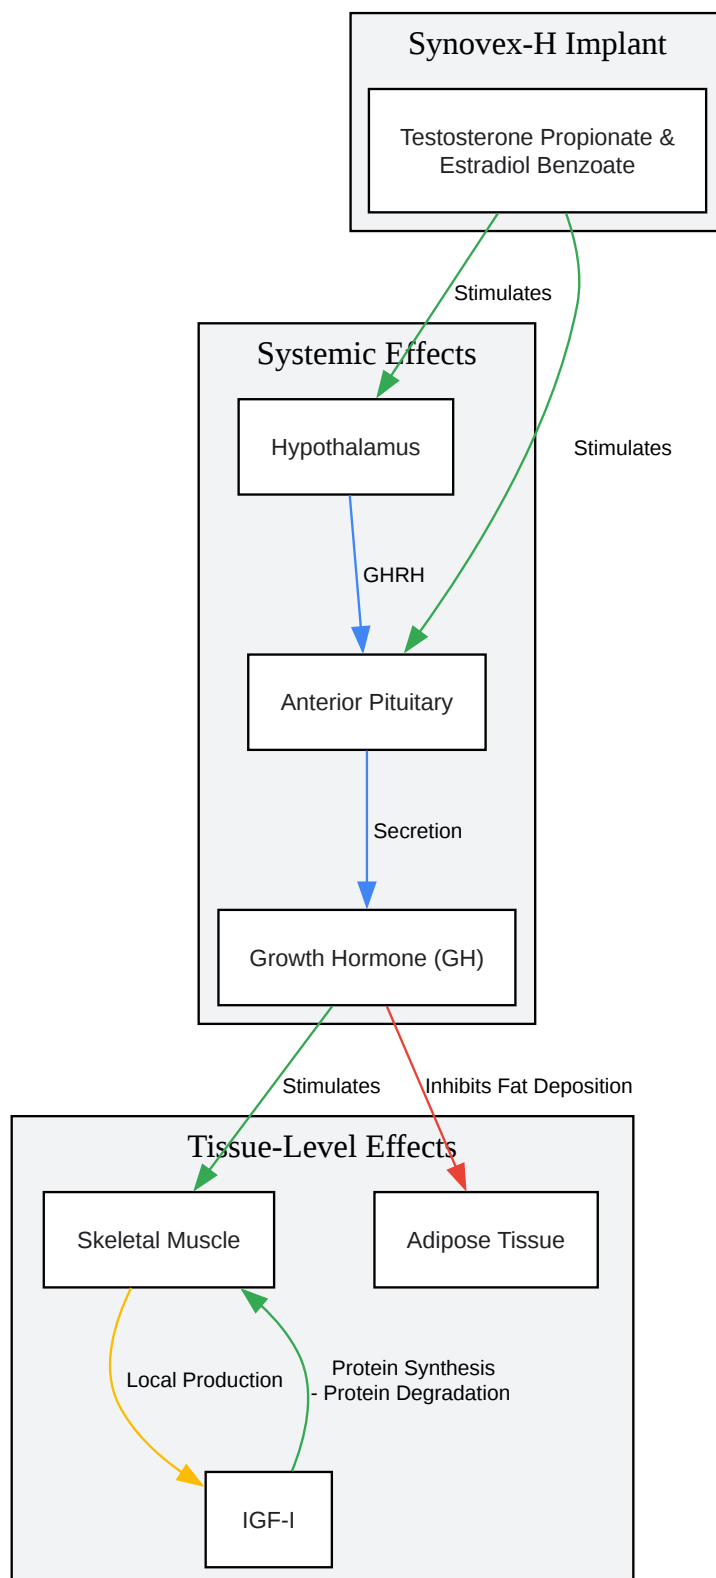 Synovex-H Implant
Testosterone Propionate &
Estradiol Benzoate
Stimulates
Systemic Effects
Hypothalamus
Stimulates
GHRH
Anterior Pituitary
Secretion
Growth Hormone (GH)
Stimulates
Inhibits Fat Deposition
Tissue-Level Effects
Skeletal Muscle
Adipose Tissue
Local Production
Protein Synthesis
- Protein Degradation
IGF-I